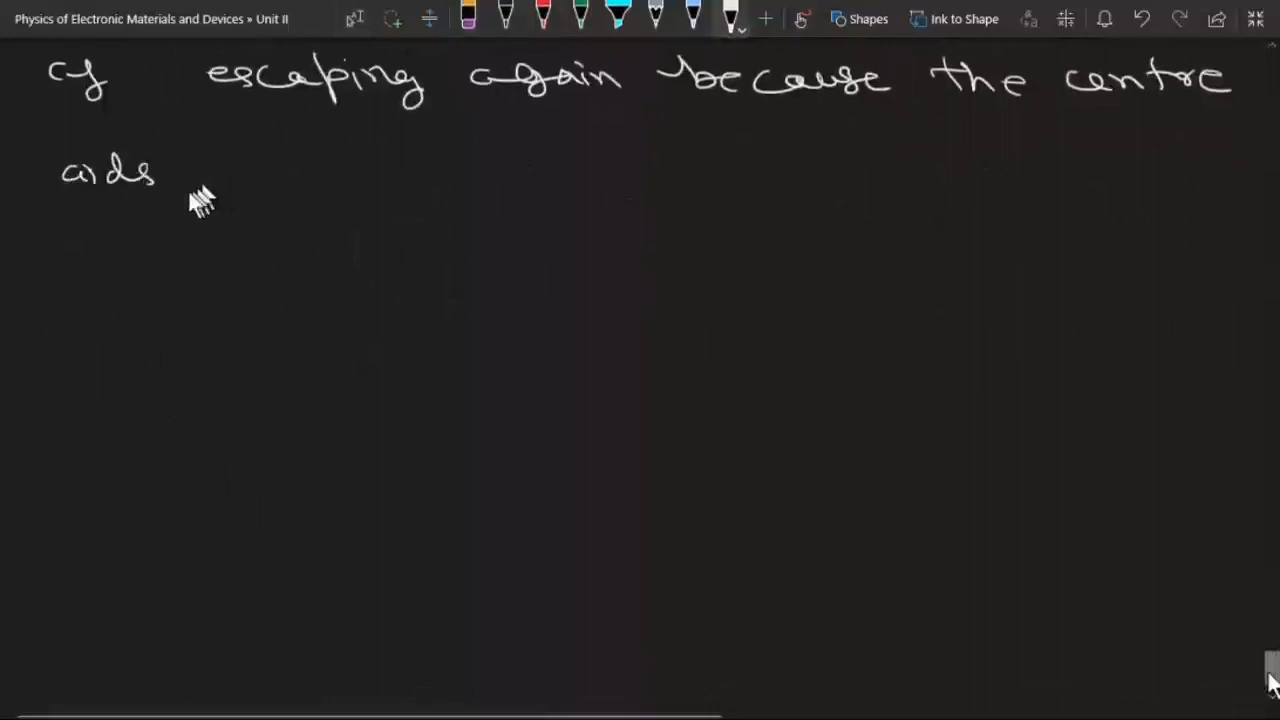 Physics of Electronic Materials and Devices » Unit II
Shapes
Ink to Shape
of escaping again because the centre
aids